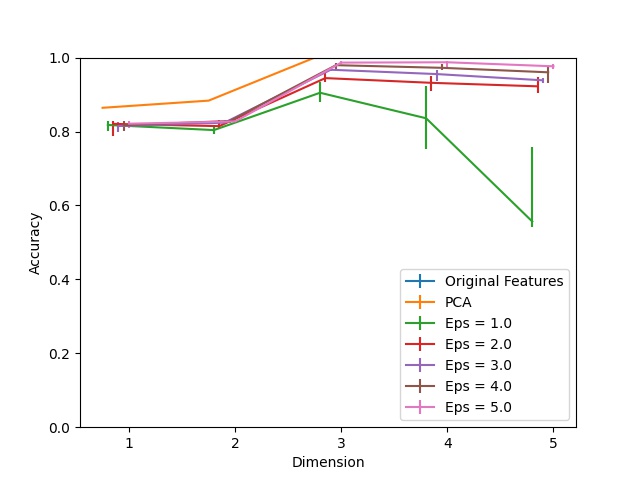 1.0
0.8
0.6
0.4
0.2
0.0
Accuracy
1 2 3 4 5
Dimension
Original Features
PCA
Eps = 1.0
Eps = 2.0
Eps = 3.0
Eps = 4.0
Eps = 5.0